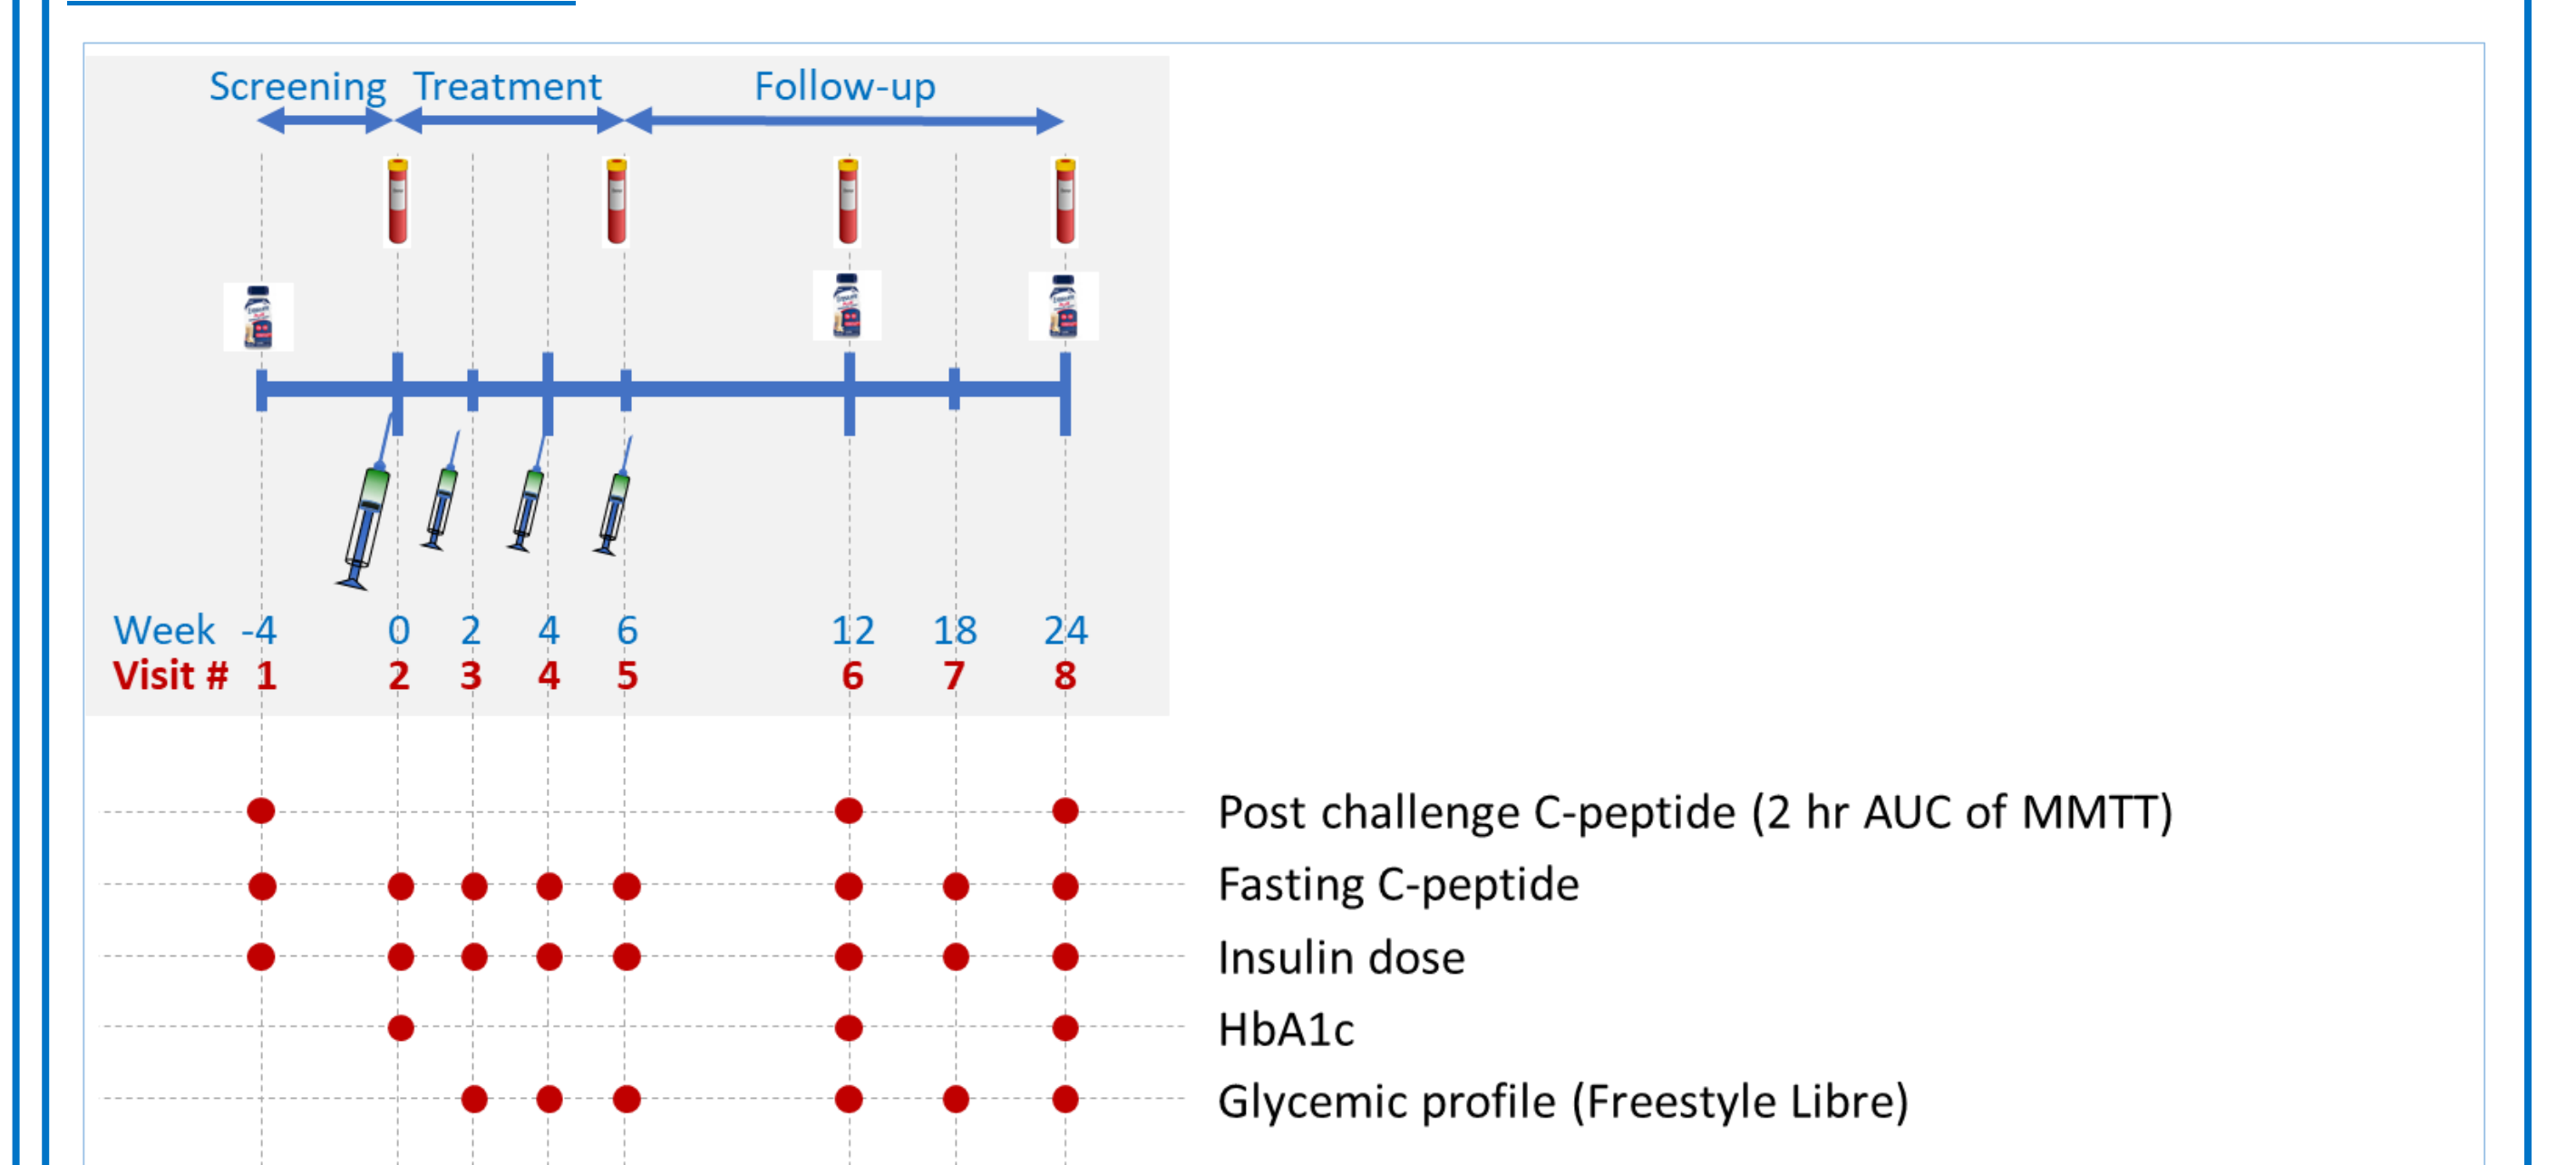 Screening Treatment Follow-up
Week -4 0 2 4 6 12 18 24
Visit # 1 2 3 4 5 6 7 8
Post challenge C-peptide (2 hr AUC of MMTT)
Fasting C-peptide
Insulin dose
HbA1c
Glycemic profile (Freestyle Libre)